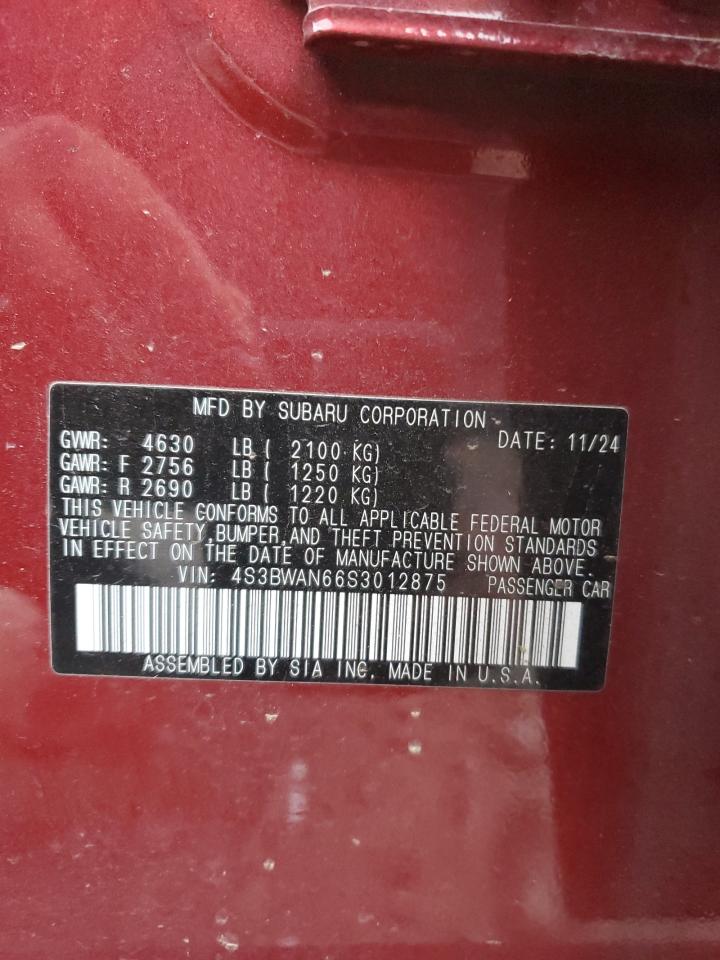 MFD BY SUBARU CORPORATION
DATE: 11/24
GVWR: 4630 LB ( 2100 KG)
GAWR: F 2756 LB ( 1250 KG)
GAWR: R 2690 LB ( 1220 KG)
THIS VEHICLE CONFORMS TO ALL APPLICABLE FEDERAL MOTOR
VEHICLE SAFETY, BUMPER, AND THEFT PREVENTION STANDARDS
IN EFFECT ON THE DATE OF MANUFACTURE SHOWN ABOVE.
VIN: 4S3BWAN66S3012875 PASSENGER CAR
ASSEMBLED BY SIA INC. MADE IN U.S.A.